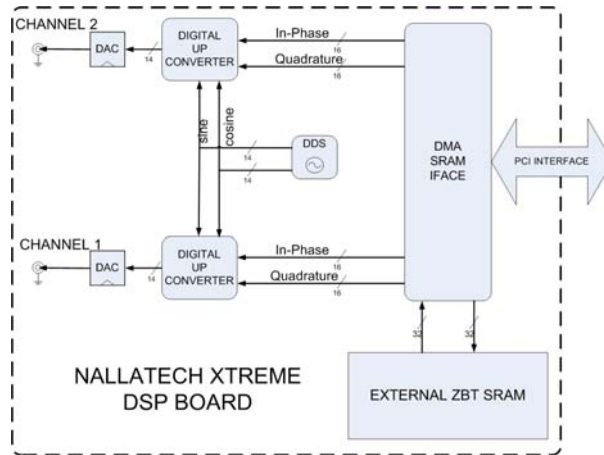 CHANNEL 2
DAC
14
DIGITAL
UP
CONVERTER
In-Phase
16
Quadrature
16
sine
cosine
14
14
DDS
DMA
SRAM
IFACE
PCI INTERFACE
CHANNEL 1
DAC
14
DIGITAL
UP
CONVERTER
In-Phase
16
Quadrature
16
32
32
NALLATECH XTREME
DSP BOARD
EXTERNAL ZBT SRAM